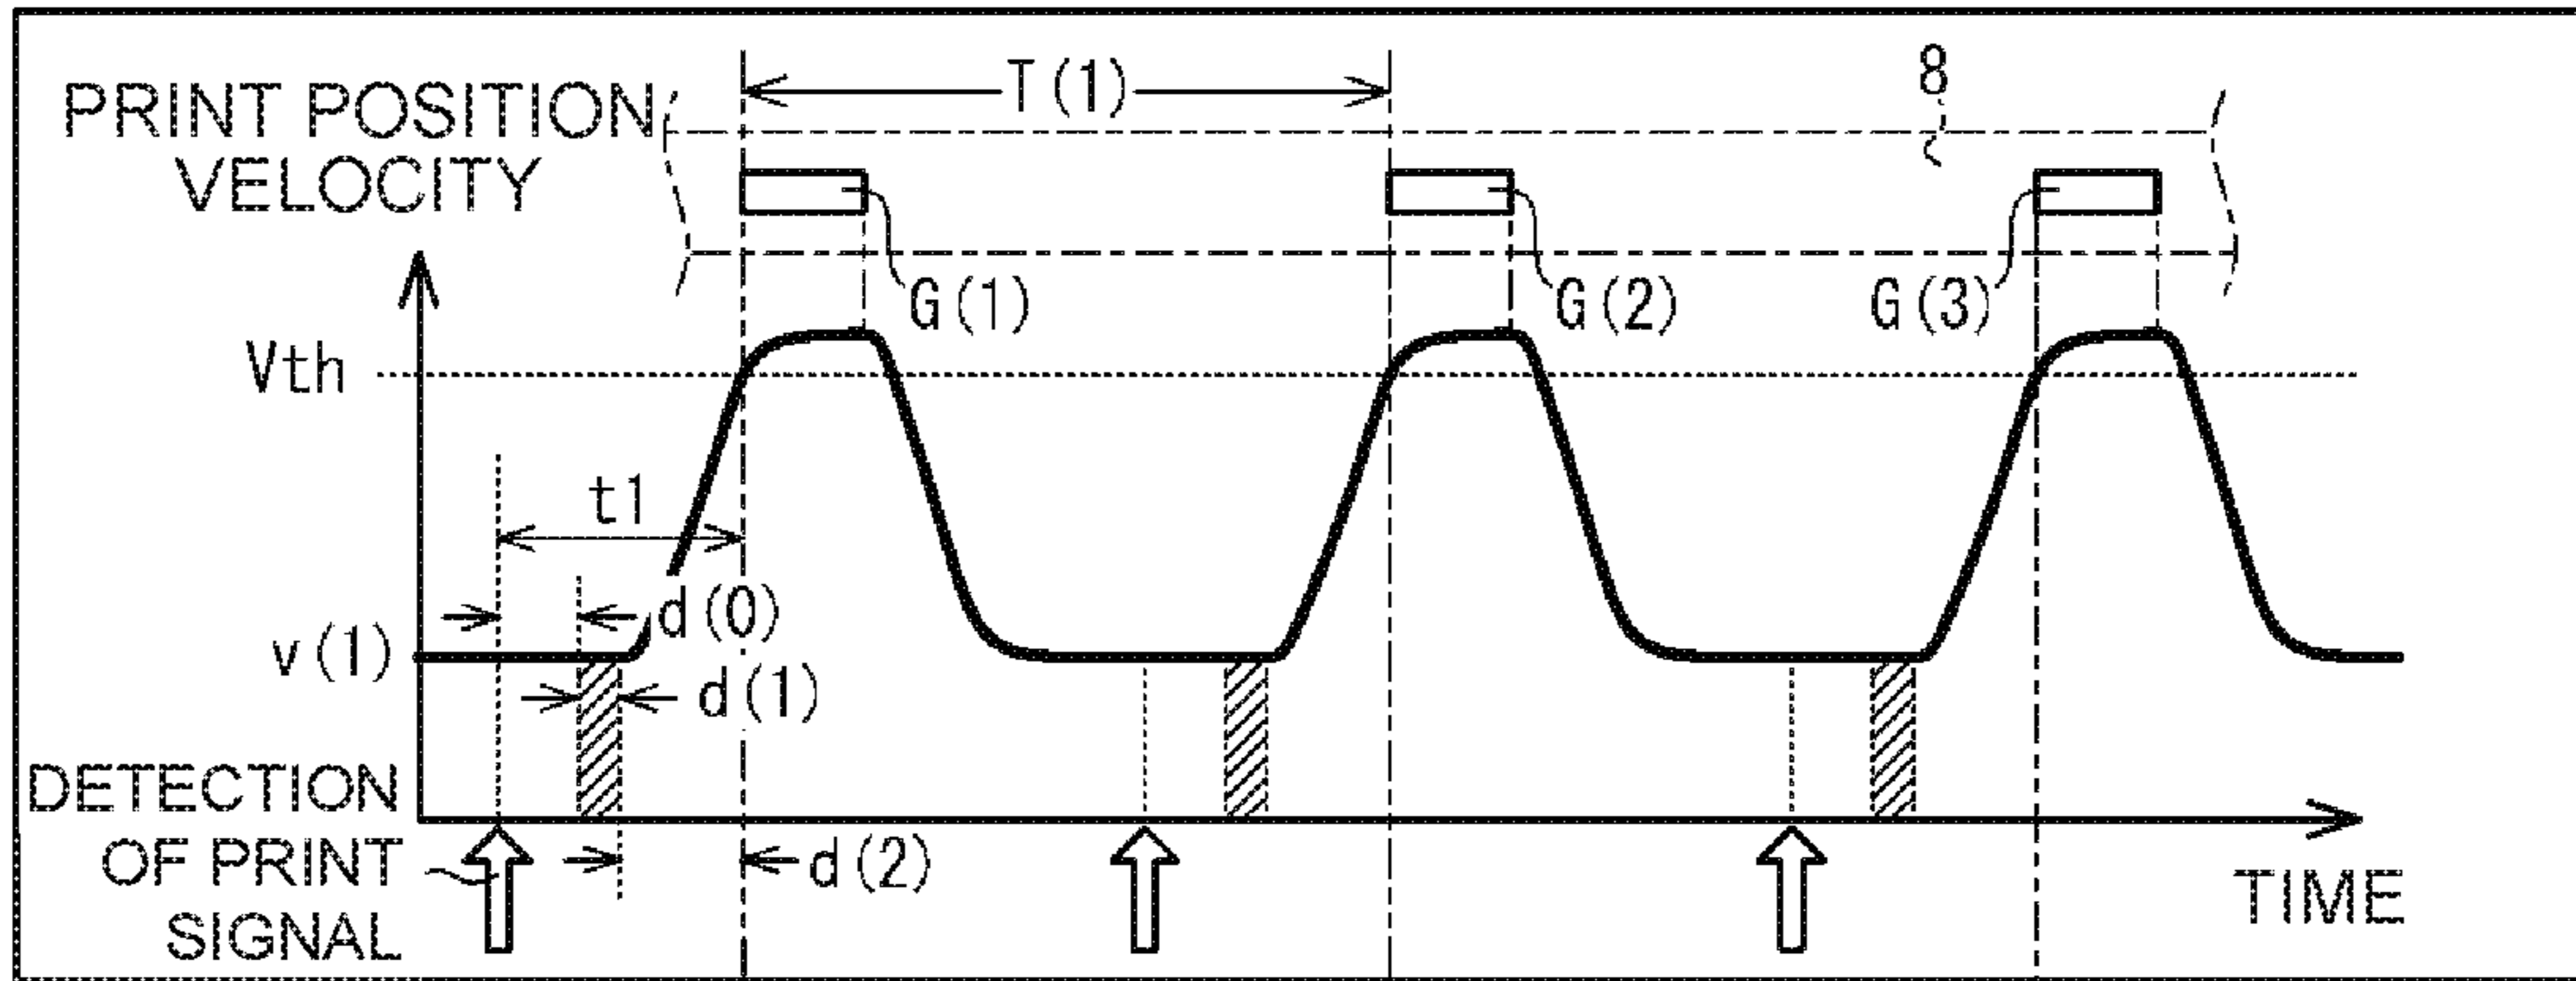 T(1)
8
PRINT POSITION
VELOCITY
G(1)
G(2)
G(3)
Vth
t1
d(0)
v(1)
d(1)
DETECTION
OF PRINT
SIGNAL
d(2)
TIME